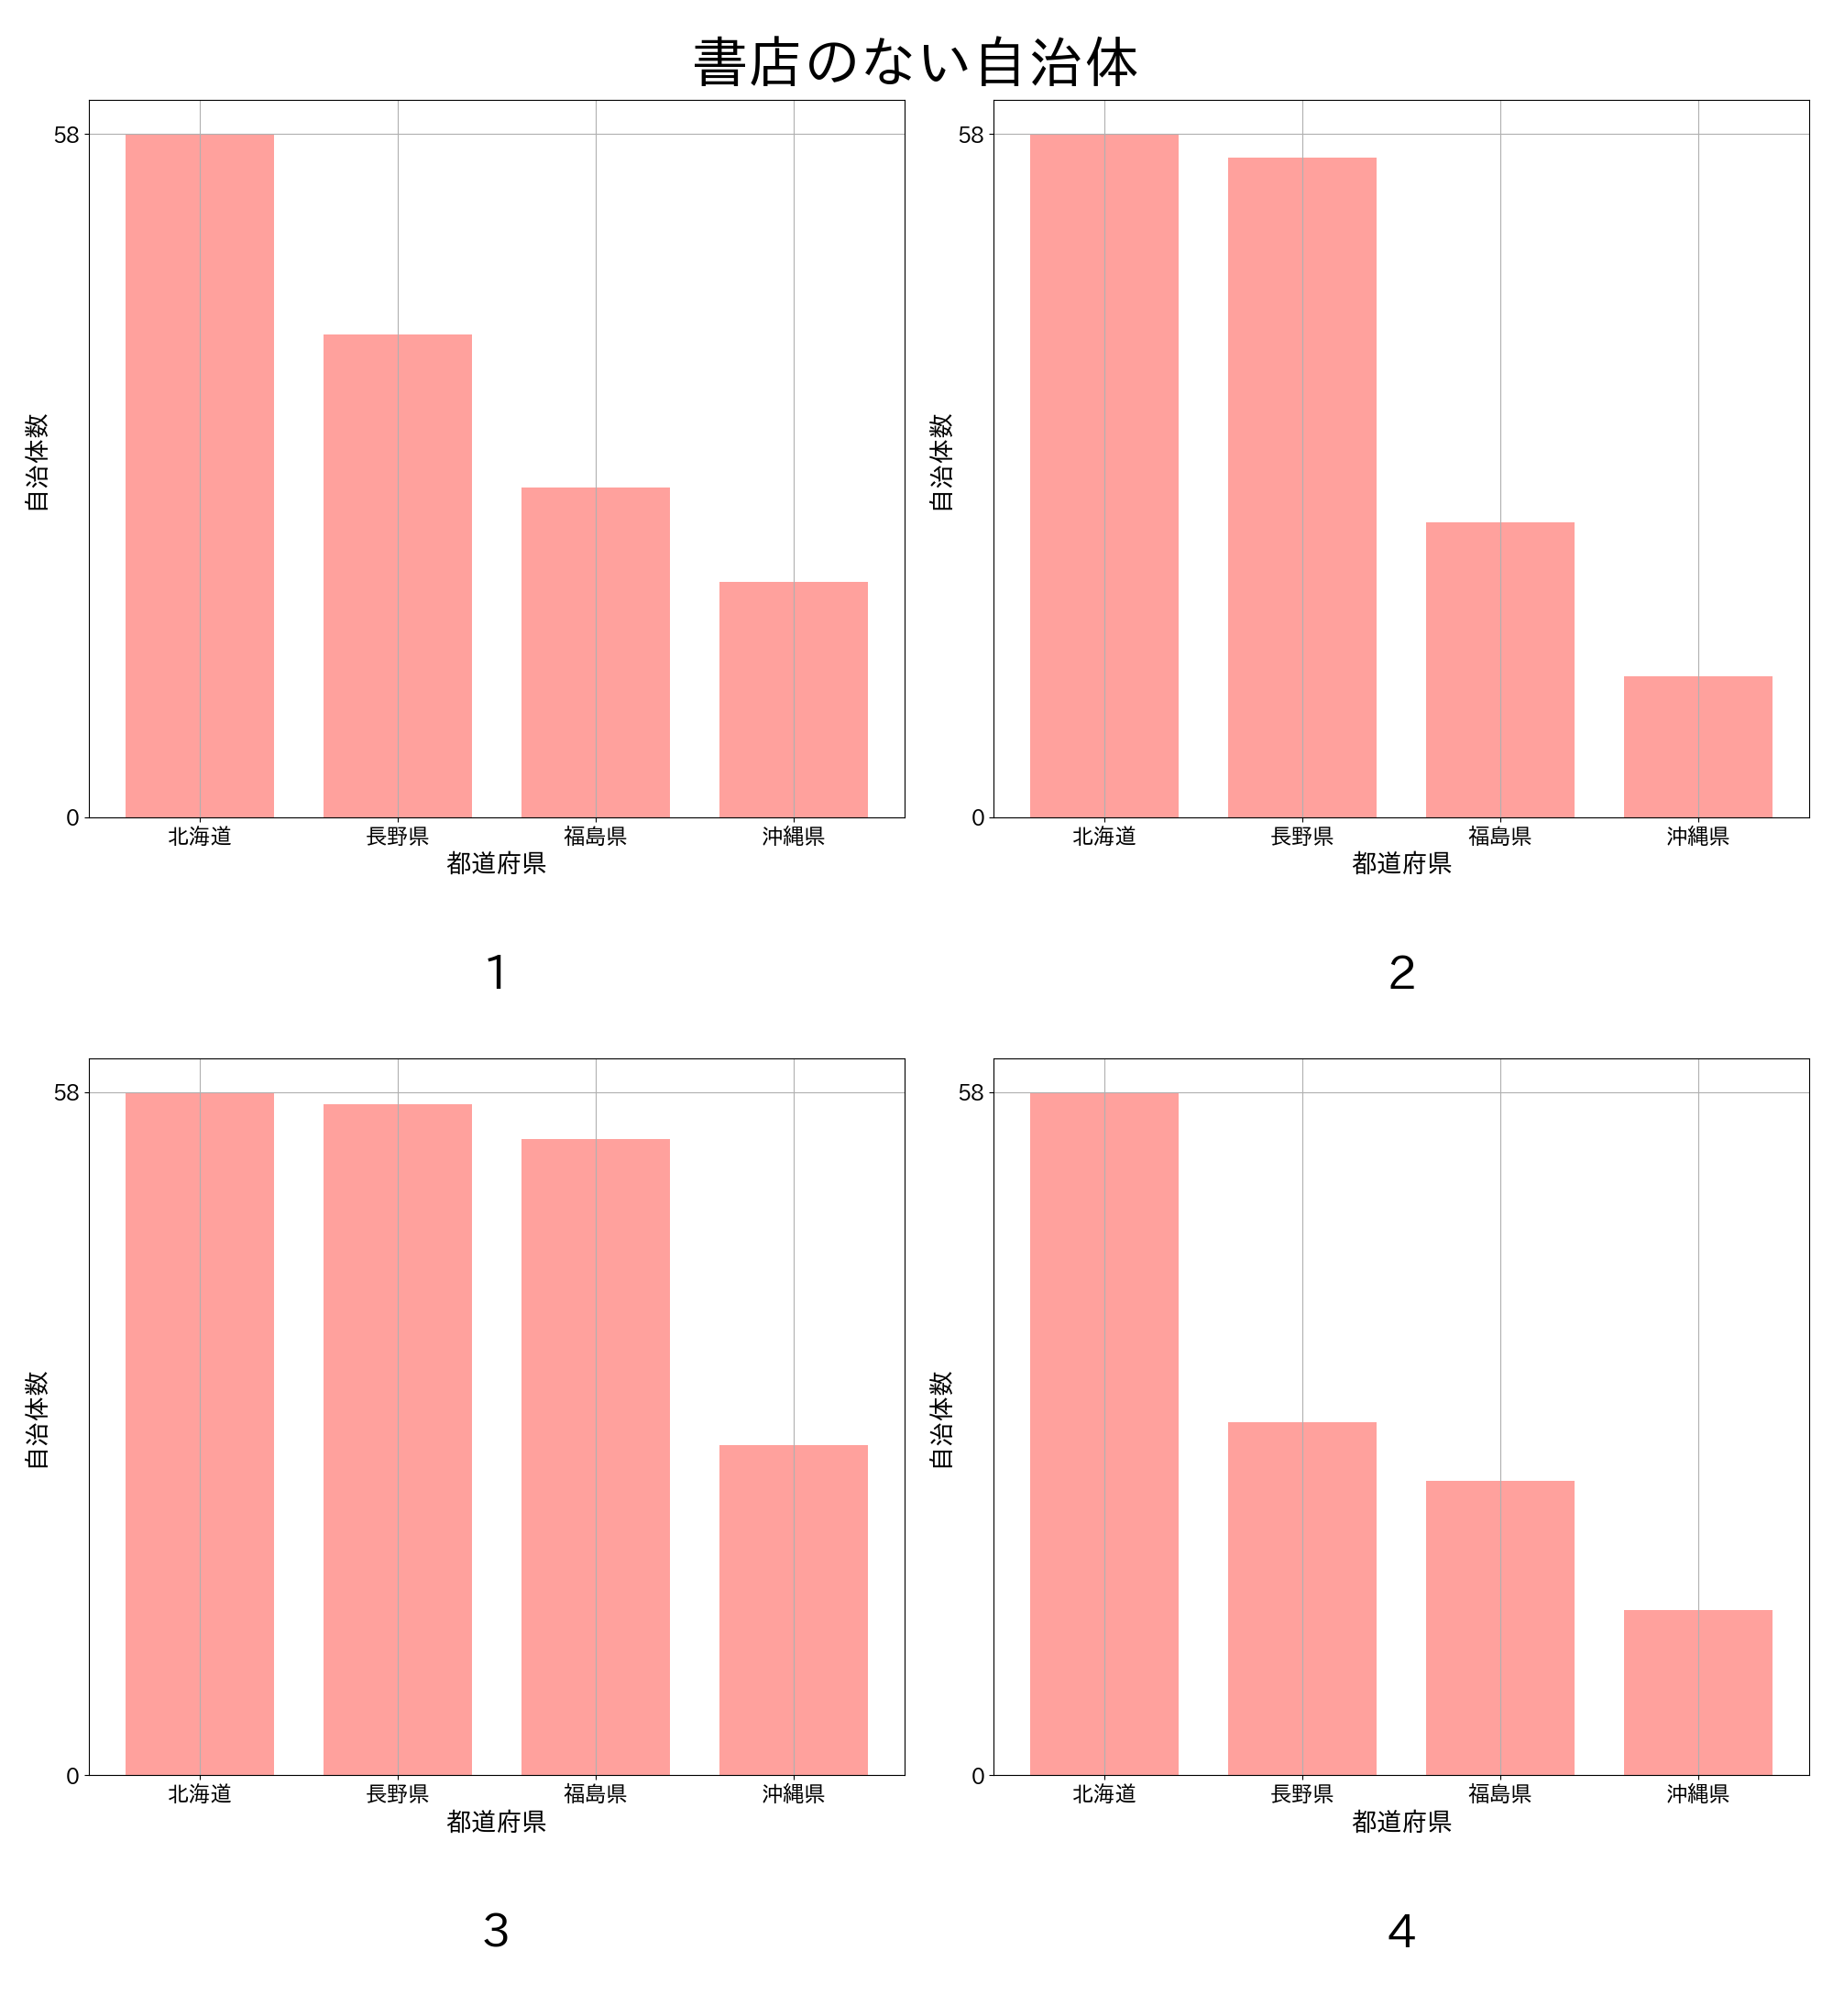 書店のない自治体
58
0
自治体数
北海道 長野県 福島県 沖縄県
都道府県
1
58
0
自治体数
北海道 長野県 福島県 沖縄県
都道府県
2
58
0
自治体数
北海道 長野県 福島県 沖縄県
都道府県
3
58
0
自治体数
北海道 長野県 福島県 沖縄県
都道府県
4